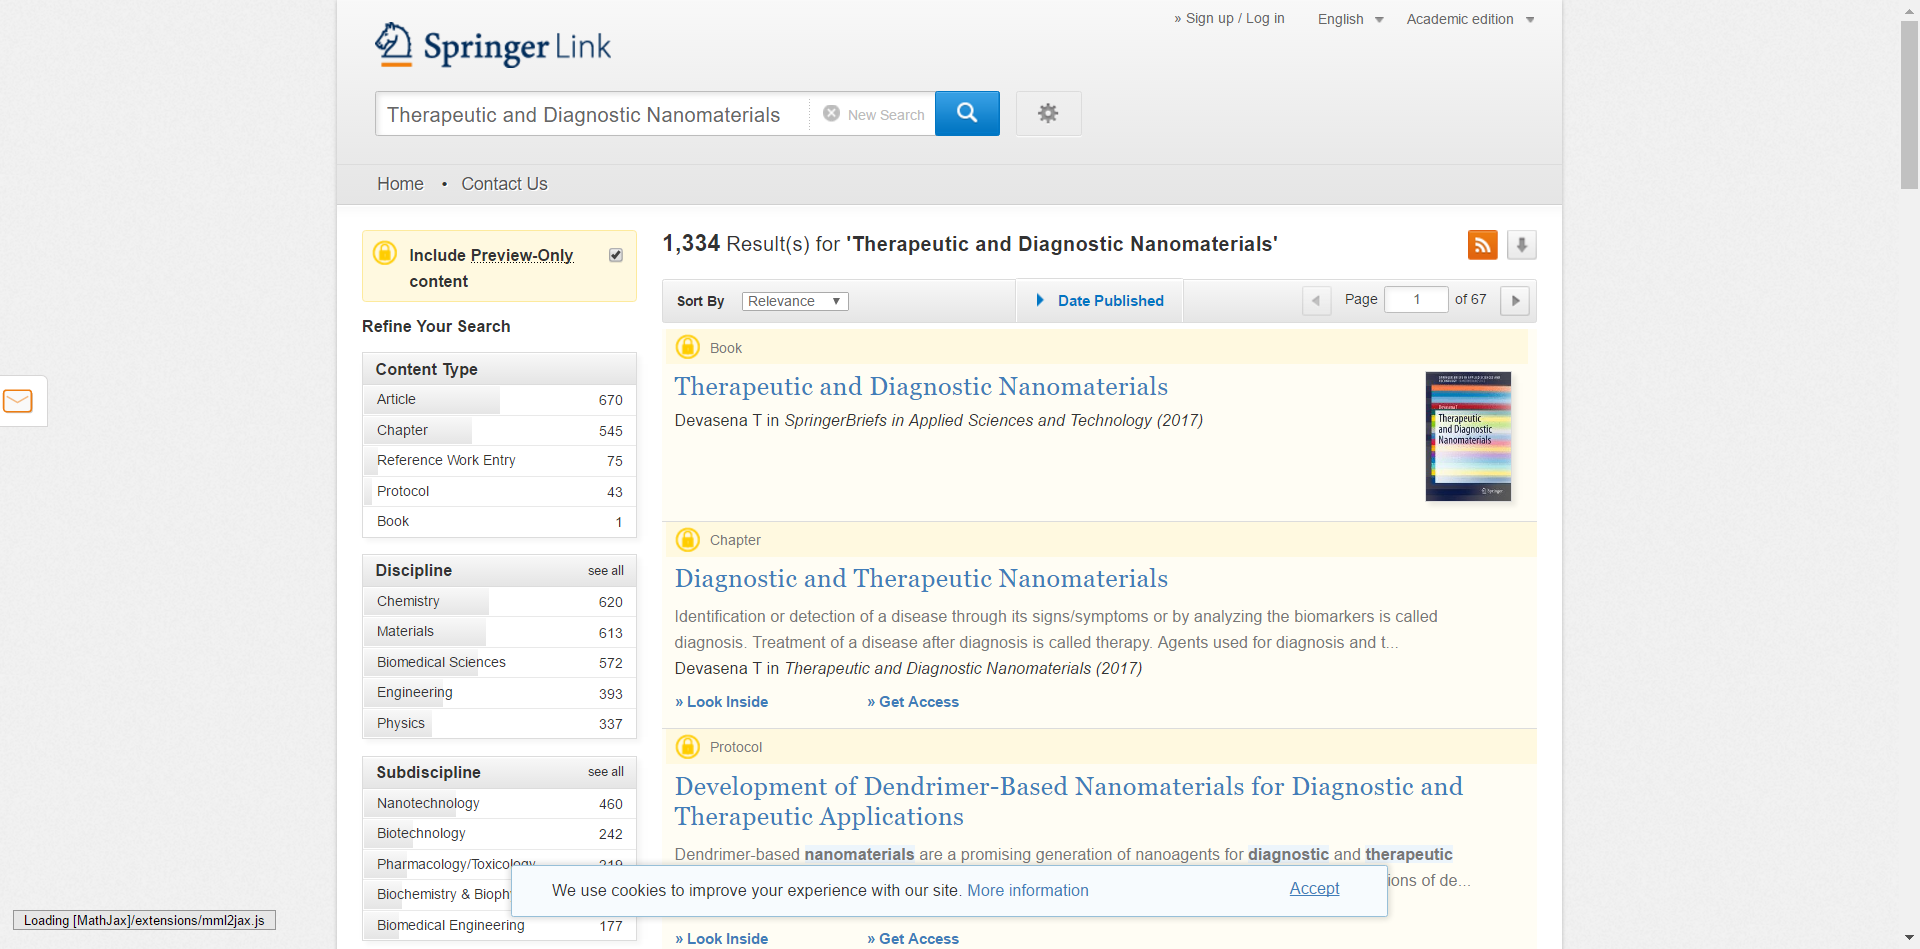 » Sign up / Log in English Academic edition
Springer Link
Therapeutic and Diagnostic Nanomaterials New Search
Home • Contact Us
Include Preview-Only
content
Refine Your Search
Content Type
Article 670
Chapter 545
Reference Work Entry 75
Protocol 43
Book 1
Discipline see all
Chemistry 620
Materials 613
Biomedical Sciences 572
Engineering 393
Physics 337
Subdiscipline see all
Nanotechnology 460
Biotechnology 242
Pharmacology/Toxicology 219
Biochemistry & Bioph
Biomedical Engineering 177
1,334 Result(s) for 'Therapeutic and Diagnostic Nanomaterials'
Sort By Relevance Date Published Page 1 of 67
Book
Therapeutic and Diagnostic Nanomaterials
Devasena T in SpringerBriefs in Applied Sciences and Technology (2017)
Devasena T
Therapeutic
and Diagnostic
Nanomaterials
Springer
Chapter
Diagnostic and Therapeutic Nanomaterials
Identification or detection of a disease through its signs/symptoms or by analyzing the biomarkers is called
diagnosis. Treatment of a disease after diagnosis is called therapy. Agents used for diagnosis and t...
Devasena T in Therapeutic and Diagnostic Nanomaterials (2017)
» Look Inside » Get Access
Protocol
Development of Dendrimer-Based Nanomaterials for Diagnostic and
Therapeutic Applications
Dendrimer-based nanomaterials are a promising generation of nanoagents for diagnostic and therapeutic
ions of de...
» Look Inside » Get Access
We use cookies to improve your experience with our site. More information Accept
Loading [MathJax]/extensions/mml2jax.js